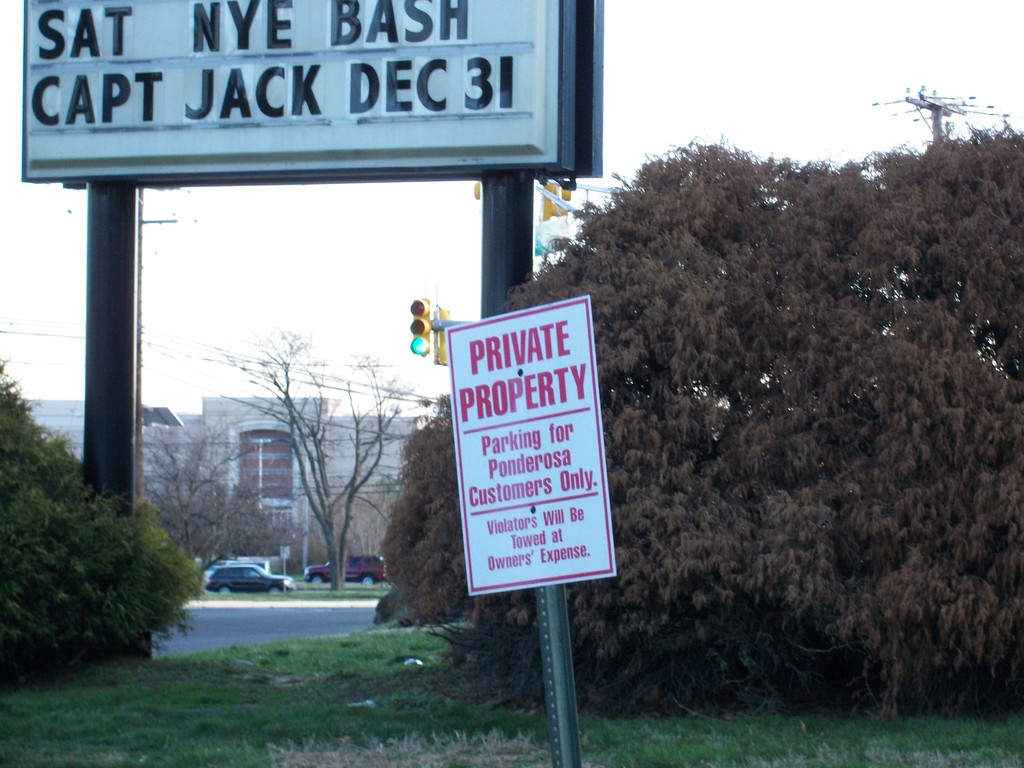 SAT NYE BASH
CAPT JACK DEC 31
PRIVATE
PROPERTY
Parking for
Ponderosa
Customers Only.
Violators Will Be
Towed at
Owners' Expense.